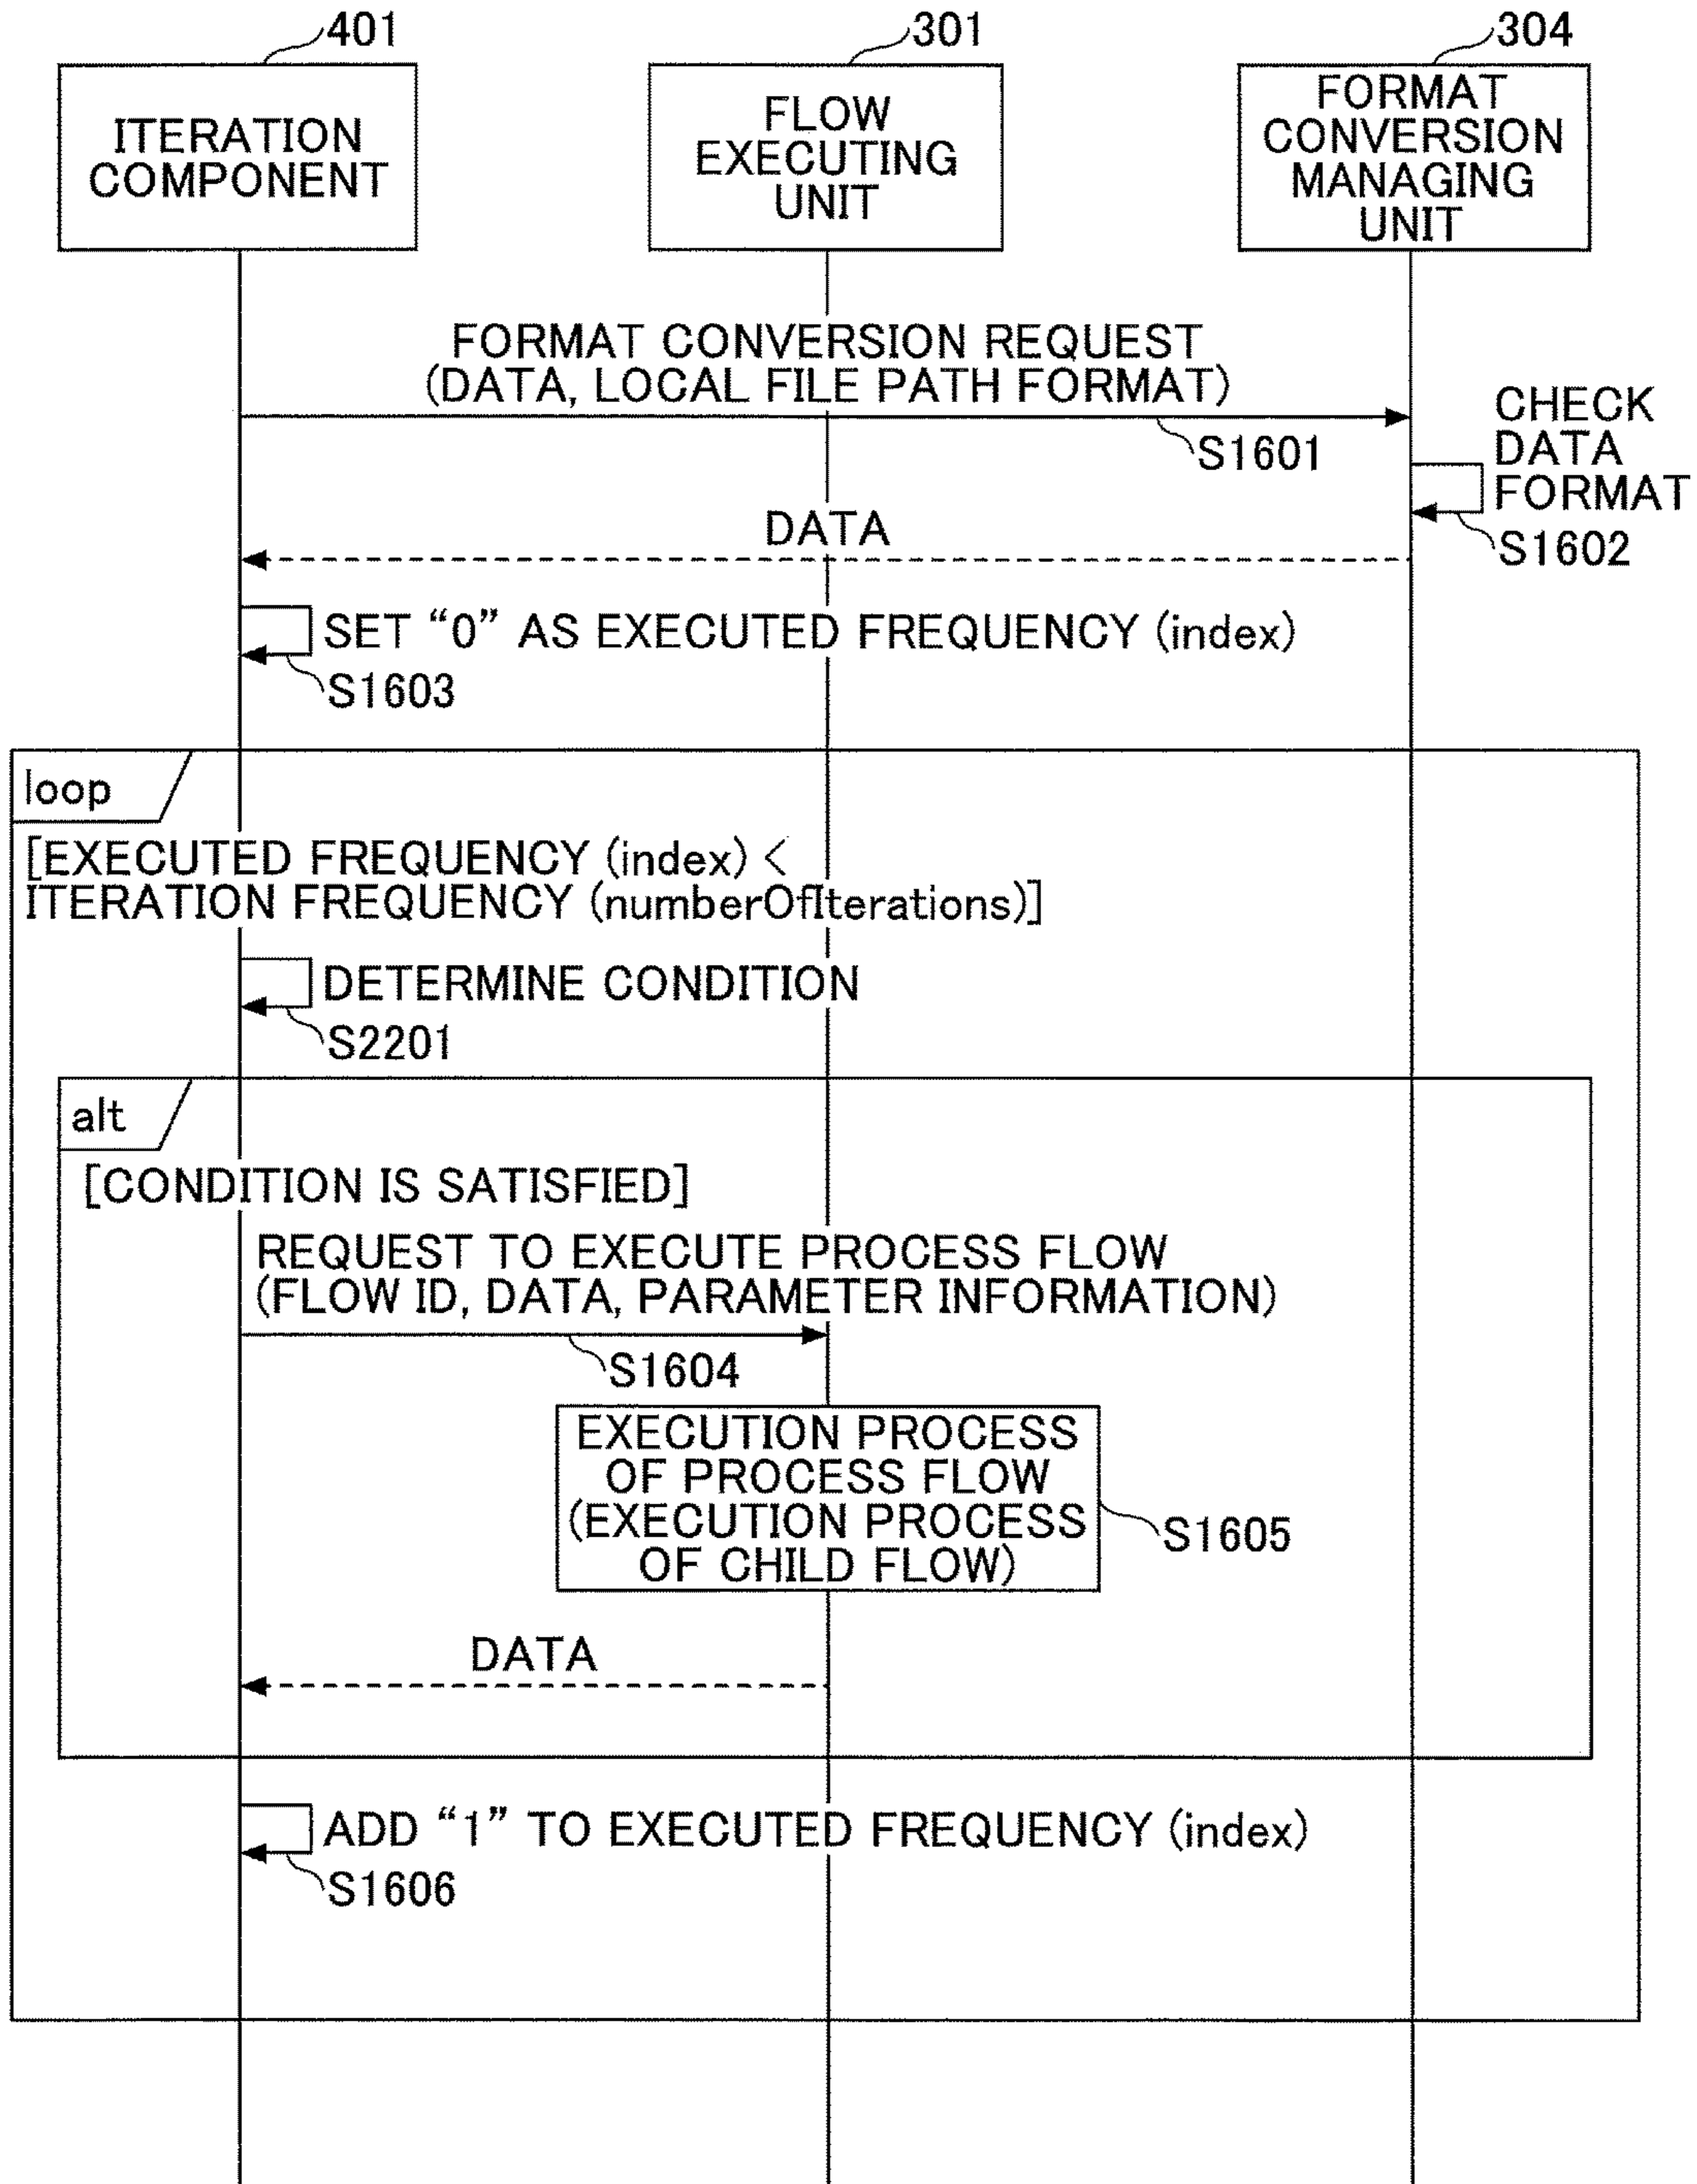 401
301
304
ITERATION
COMPONENT
FLOW
EXECUTING
UNIT
FORMAT
CONVERSION
MANAGING
UNIT
FORMAT CONVERSION REQUEST
(DATA, LOCAL FILE PATH FORMAT)
S1601
CHECK
DATA
FORMAT
S1602
DATA
SET “0” AS EXECUTED FREQUENCY (index)
S1603
loop
[EXECUTED FREQUENCY (index) <
ITERATION FREQUENCY (numberOfIterations)]
DETERMINE CONDITION
S2201
alt
[CONDITION IS SATISFIED]
REQUEST TO EXECUTE PROCESS FLOW
(FLOW ID, DATA, PARAMETER INFORMATION)
S1604
EXECUTION PROCESS
OF PROCESS FLOW
(EXECUTION PROCESS
OF CHILD FLOW)
S1605
DATA
ADD “1” TO EXECUTED FREQUENCY (index)
S1606